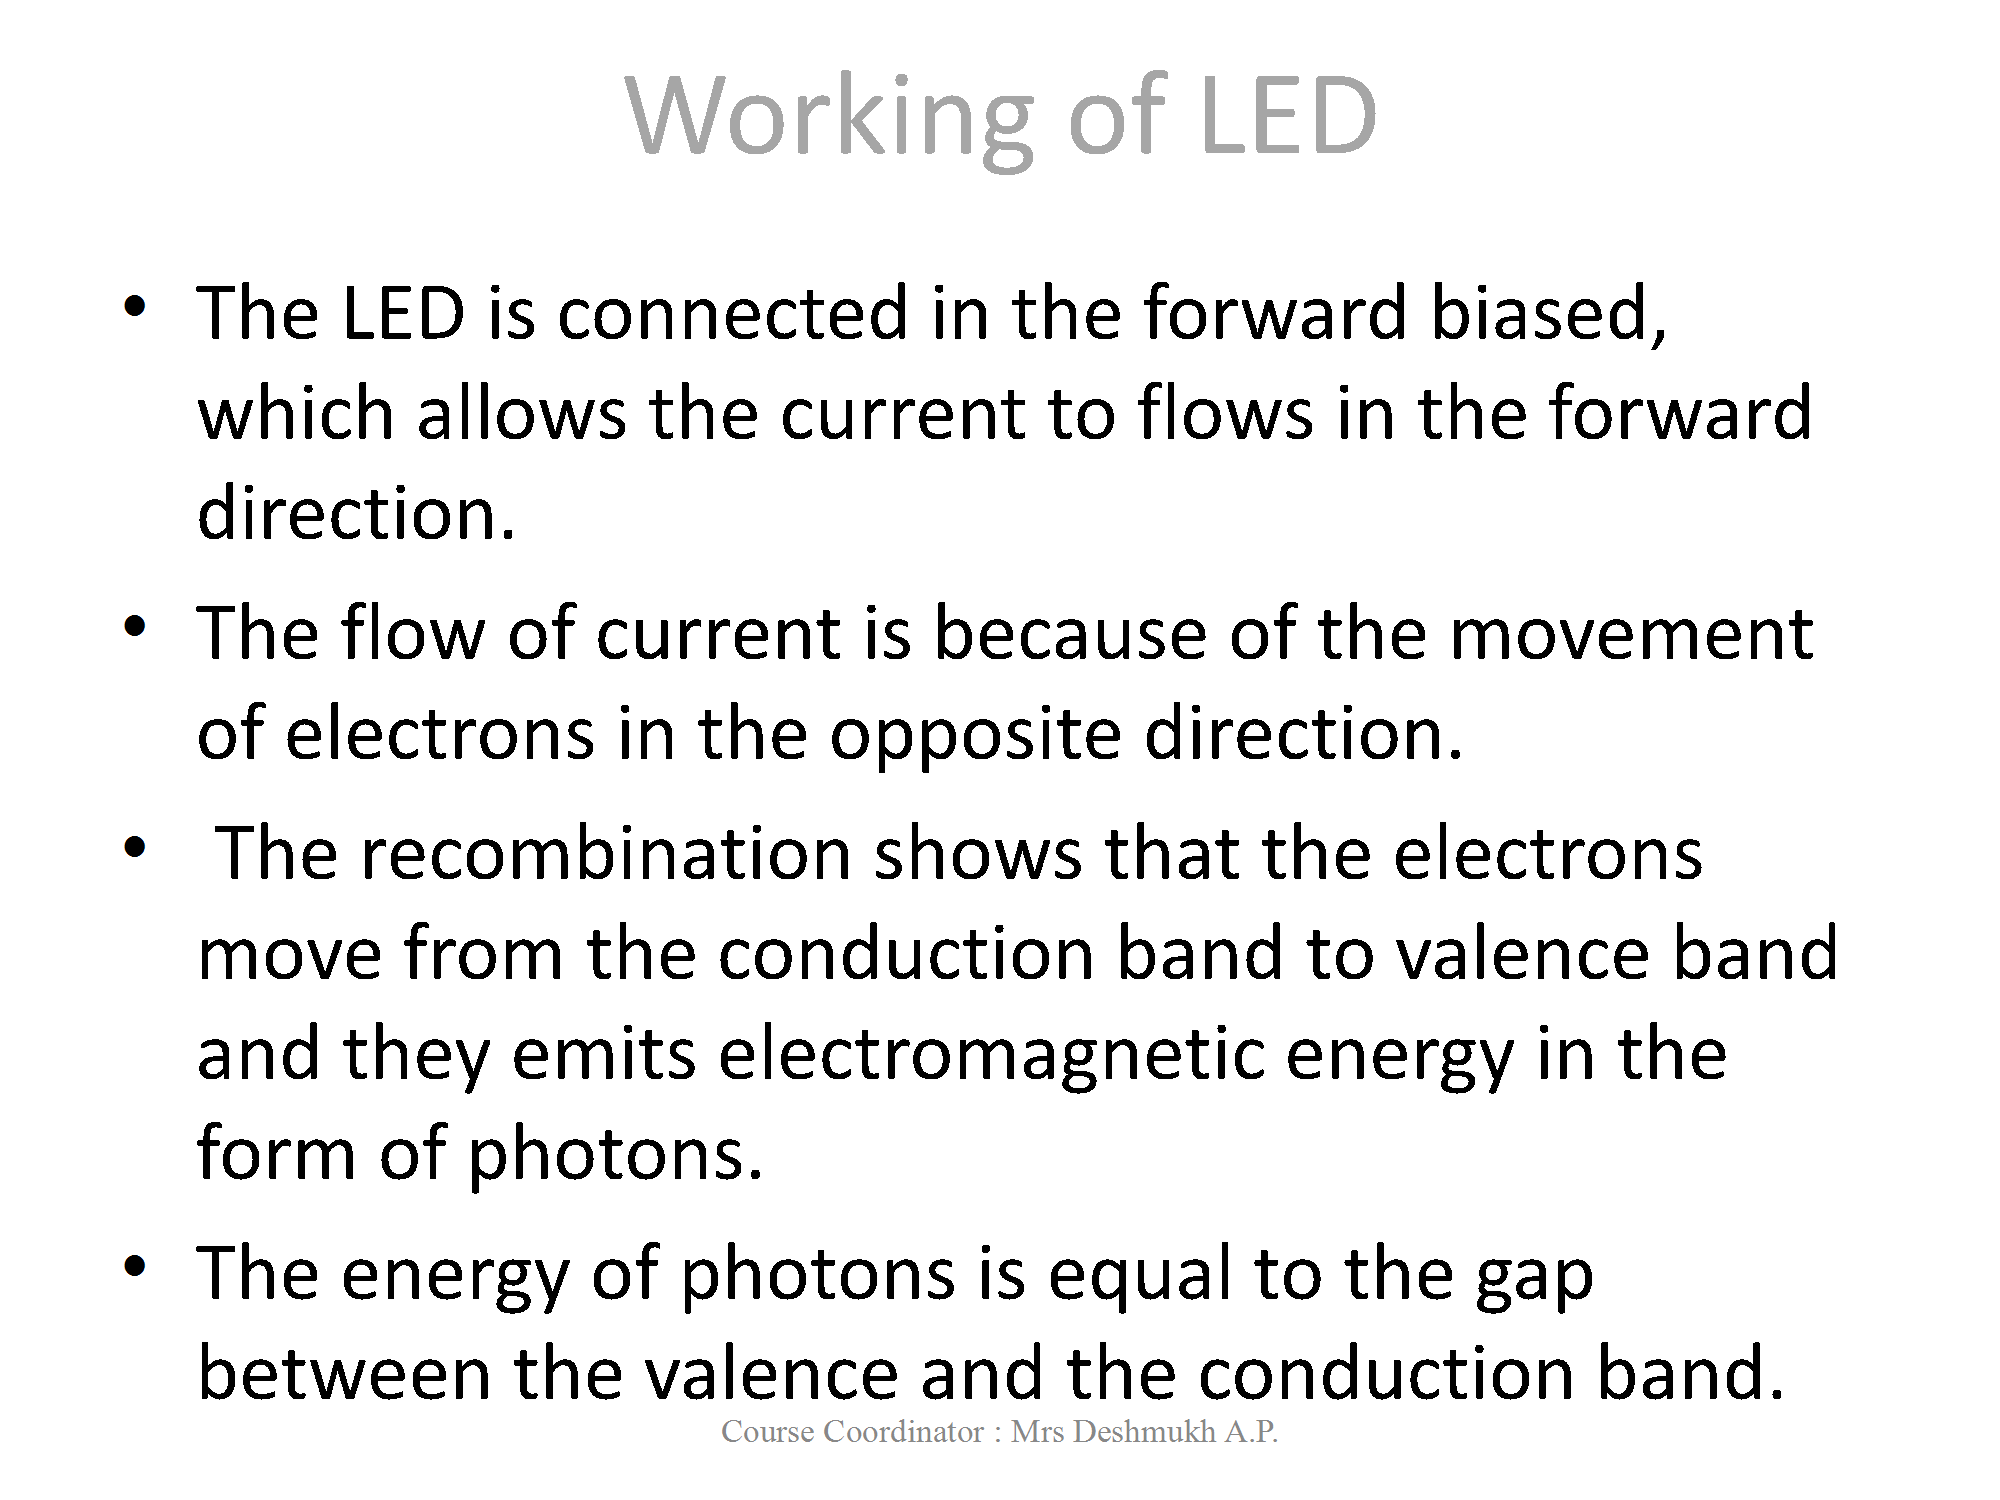 Working of LED
• The LED is connected in the forward biased,
which allows the current to flows in the forward
direction.
• The flow of current is because of the movement
of electrons in the opposite direction.
• The recombination shows that the electrons
move from the conduction band to valence band
and they emits electromagnetic energy in the
form of photons.
• The energy of photons is equal to the gap
between the valence and the conduction band.
Course Coordinator : Mrs Deshmukh A.P.